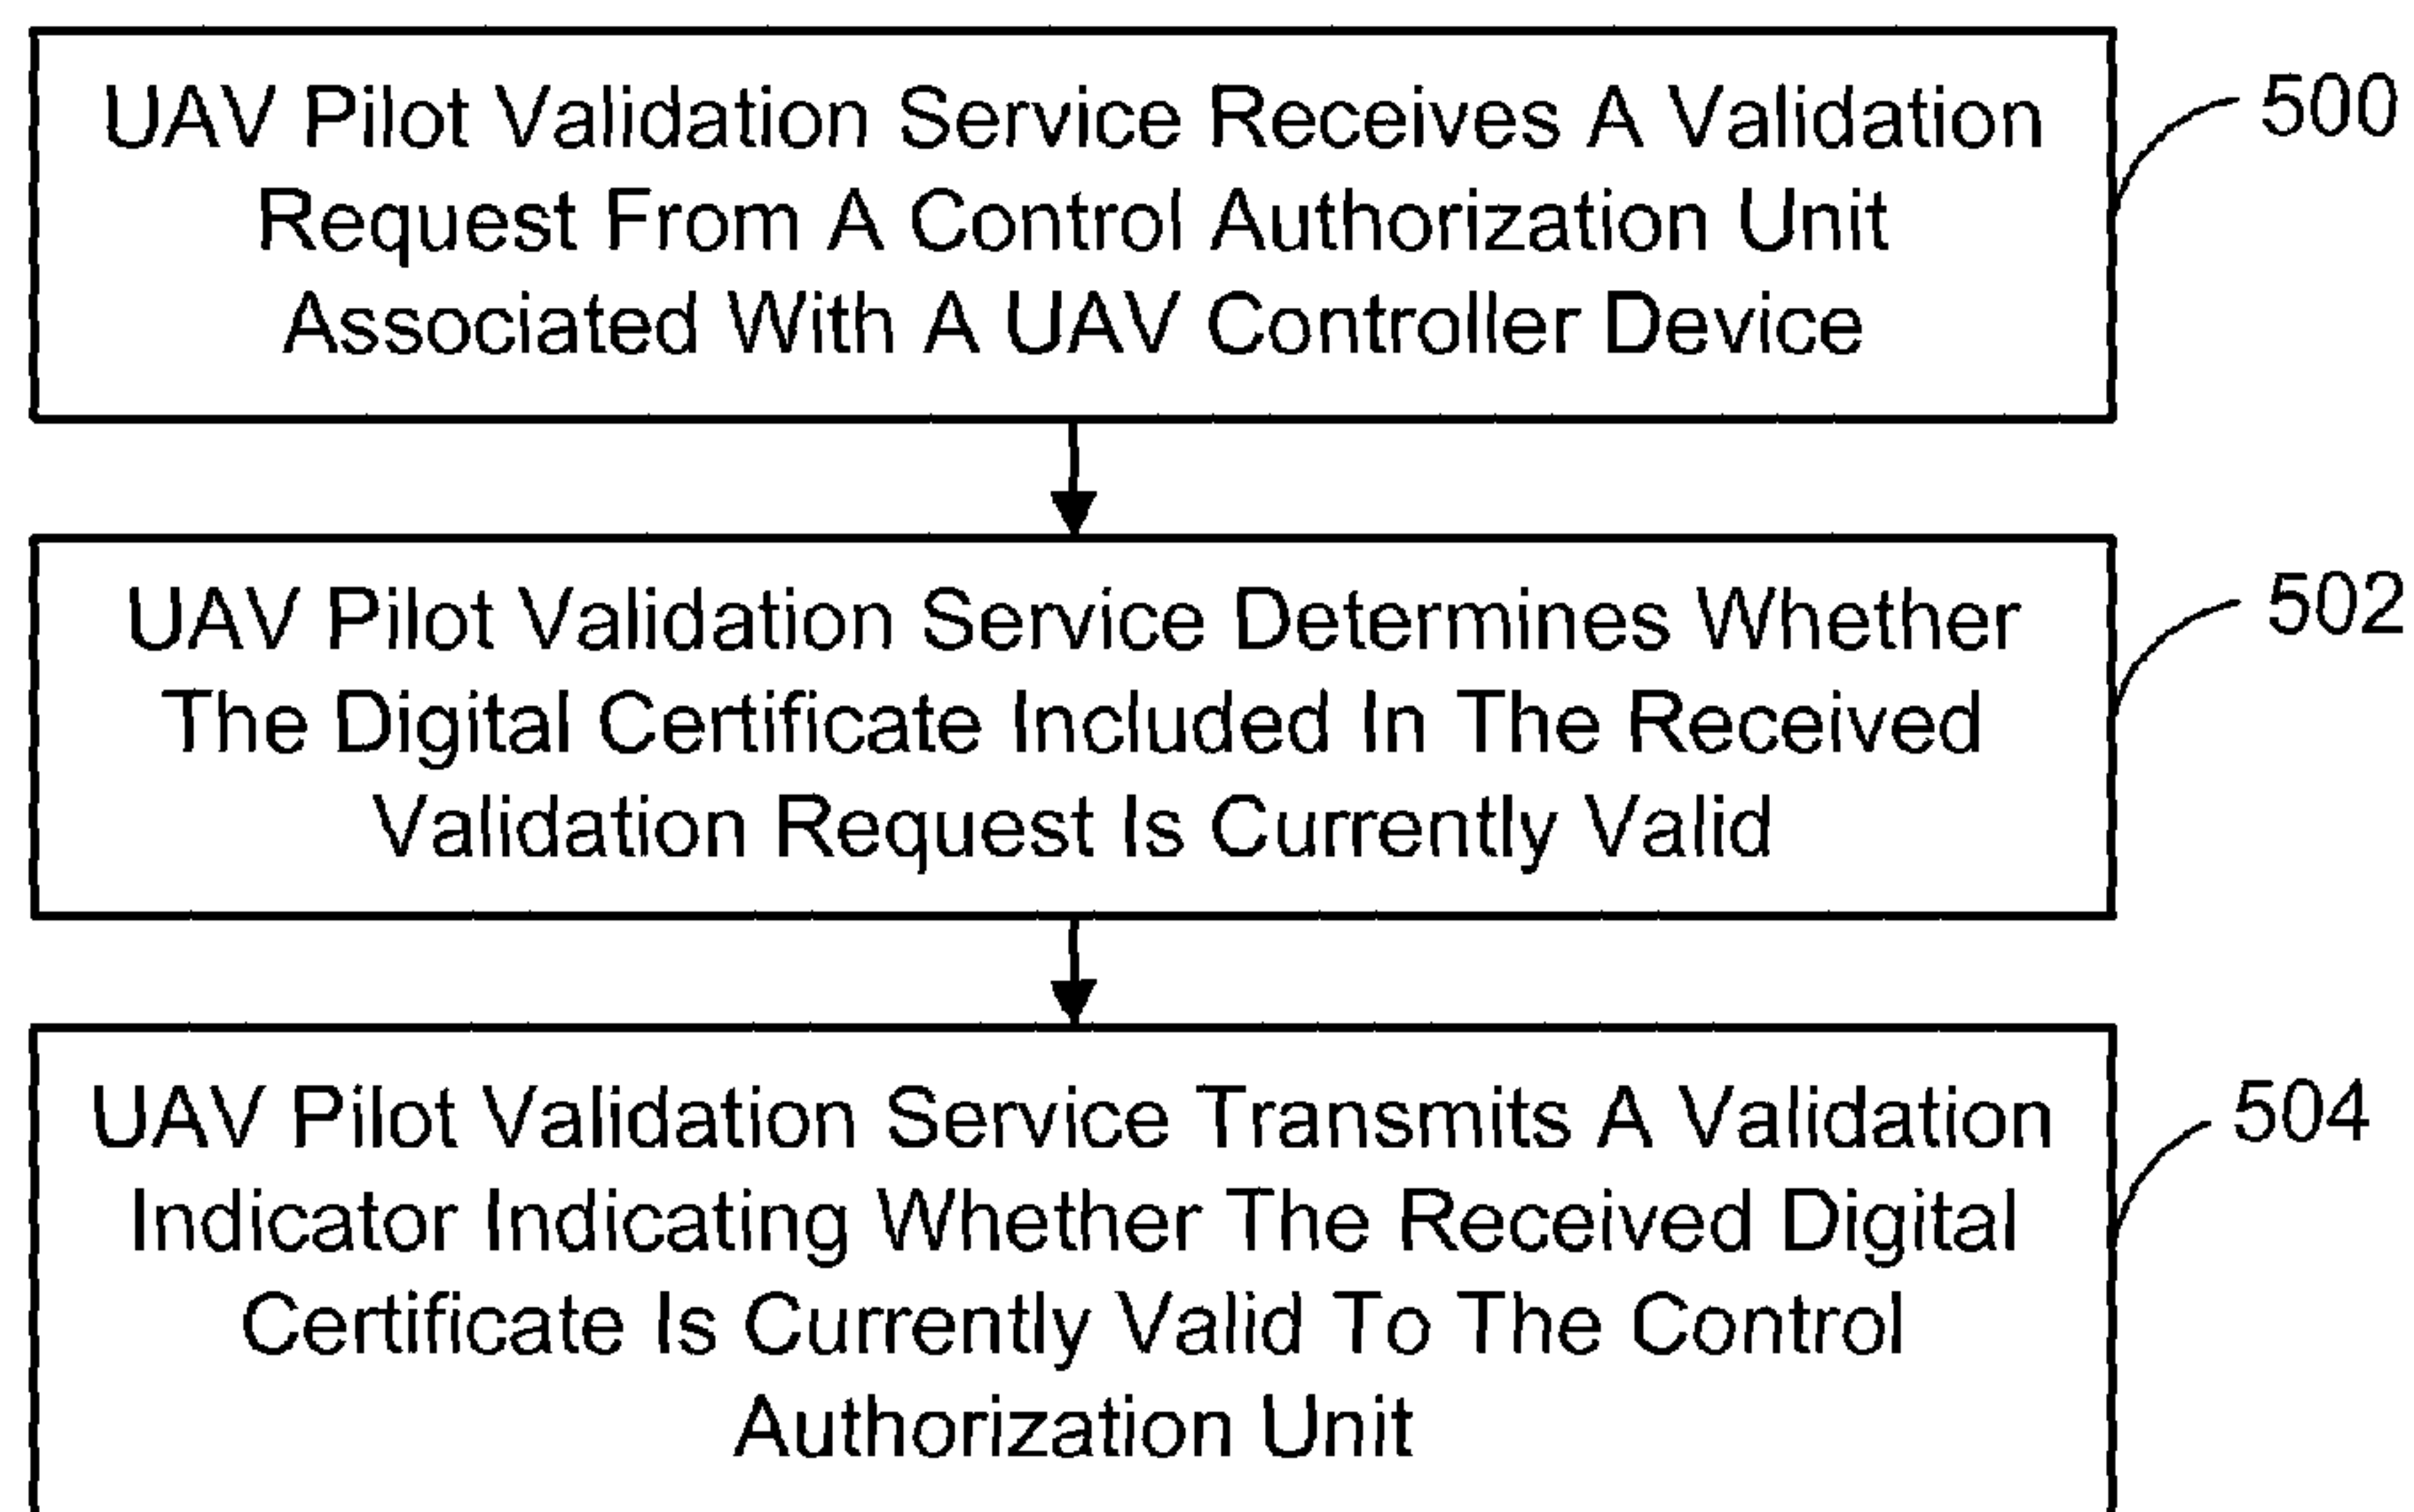 UAV Pilot Validation Service Receives A Validation
Request From A Control Authorization Unit
Associated With A UAV Controller Device
500
UAV Pilot Validation Service Determines Whether
The Digital Certificate Included In The Received
Validation Request Is Currently Valid
502
UAV Pilot Validation Service Transmits A Validation
Indicator Indicating Whether The Received Digital
Certificate Is Currently Valid To The Control
Authorization Unit
504